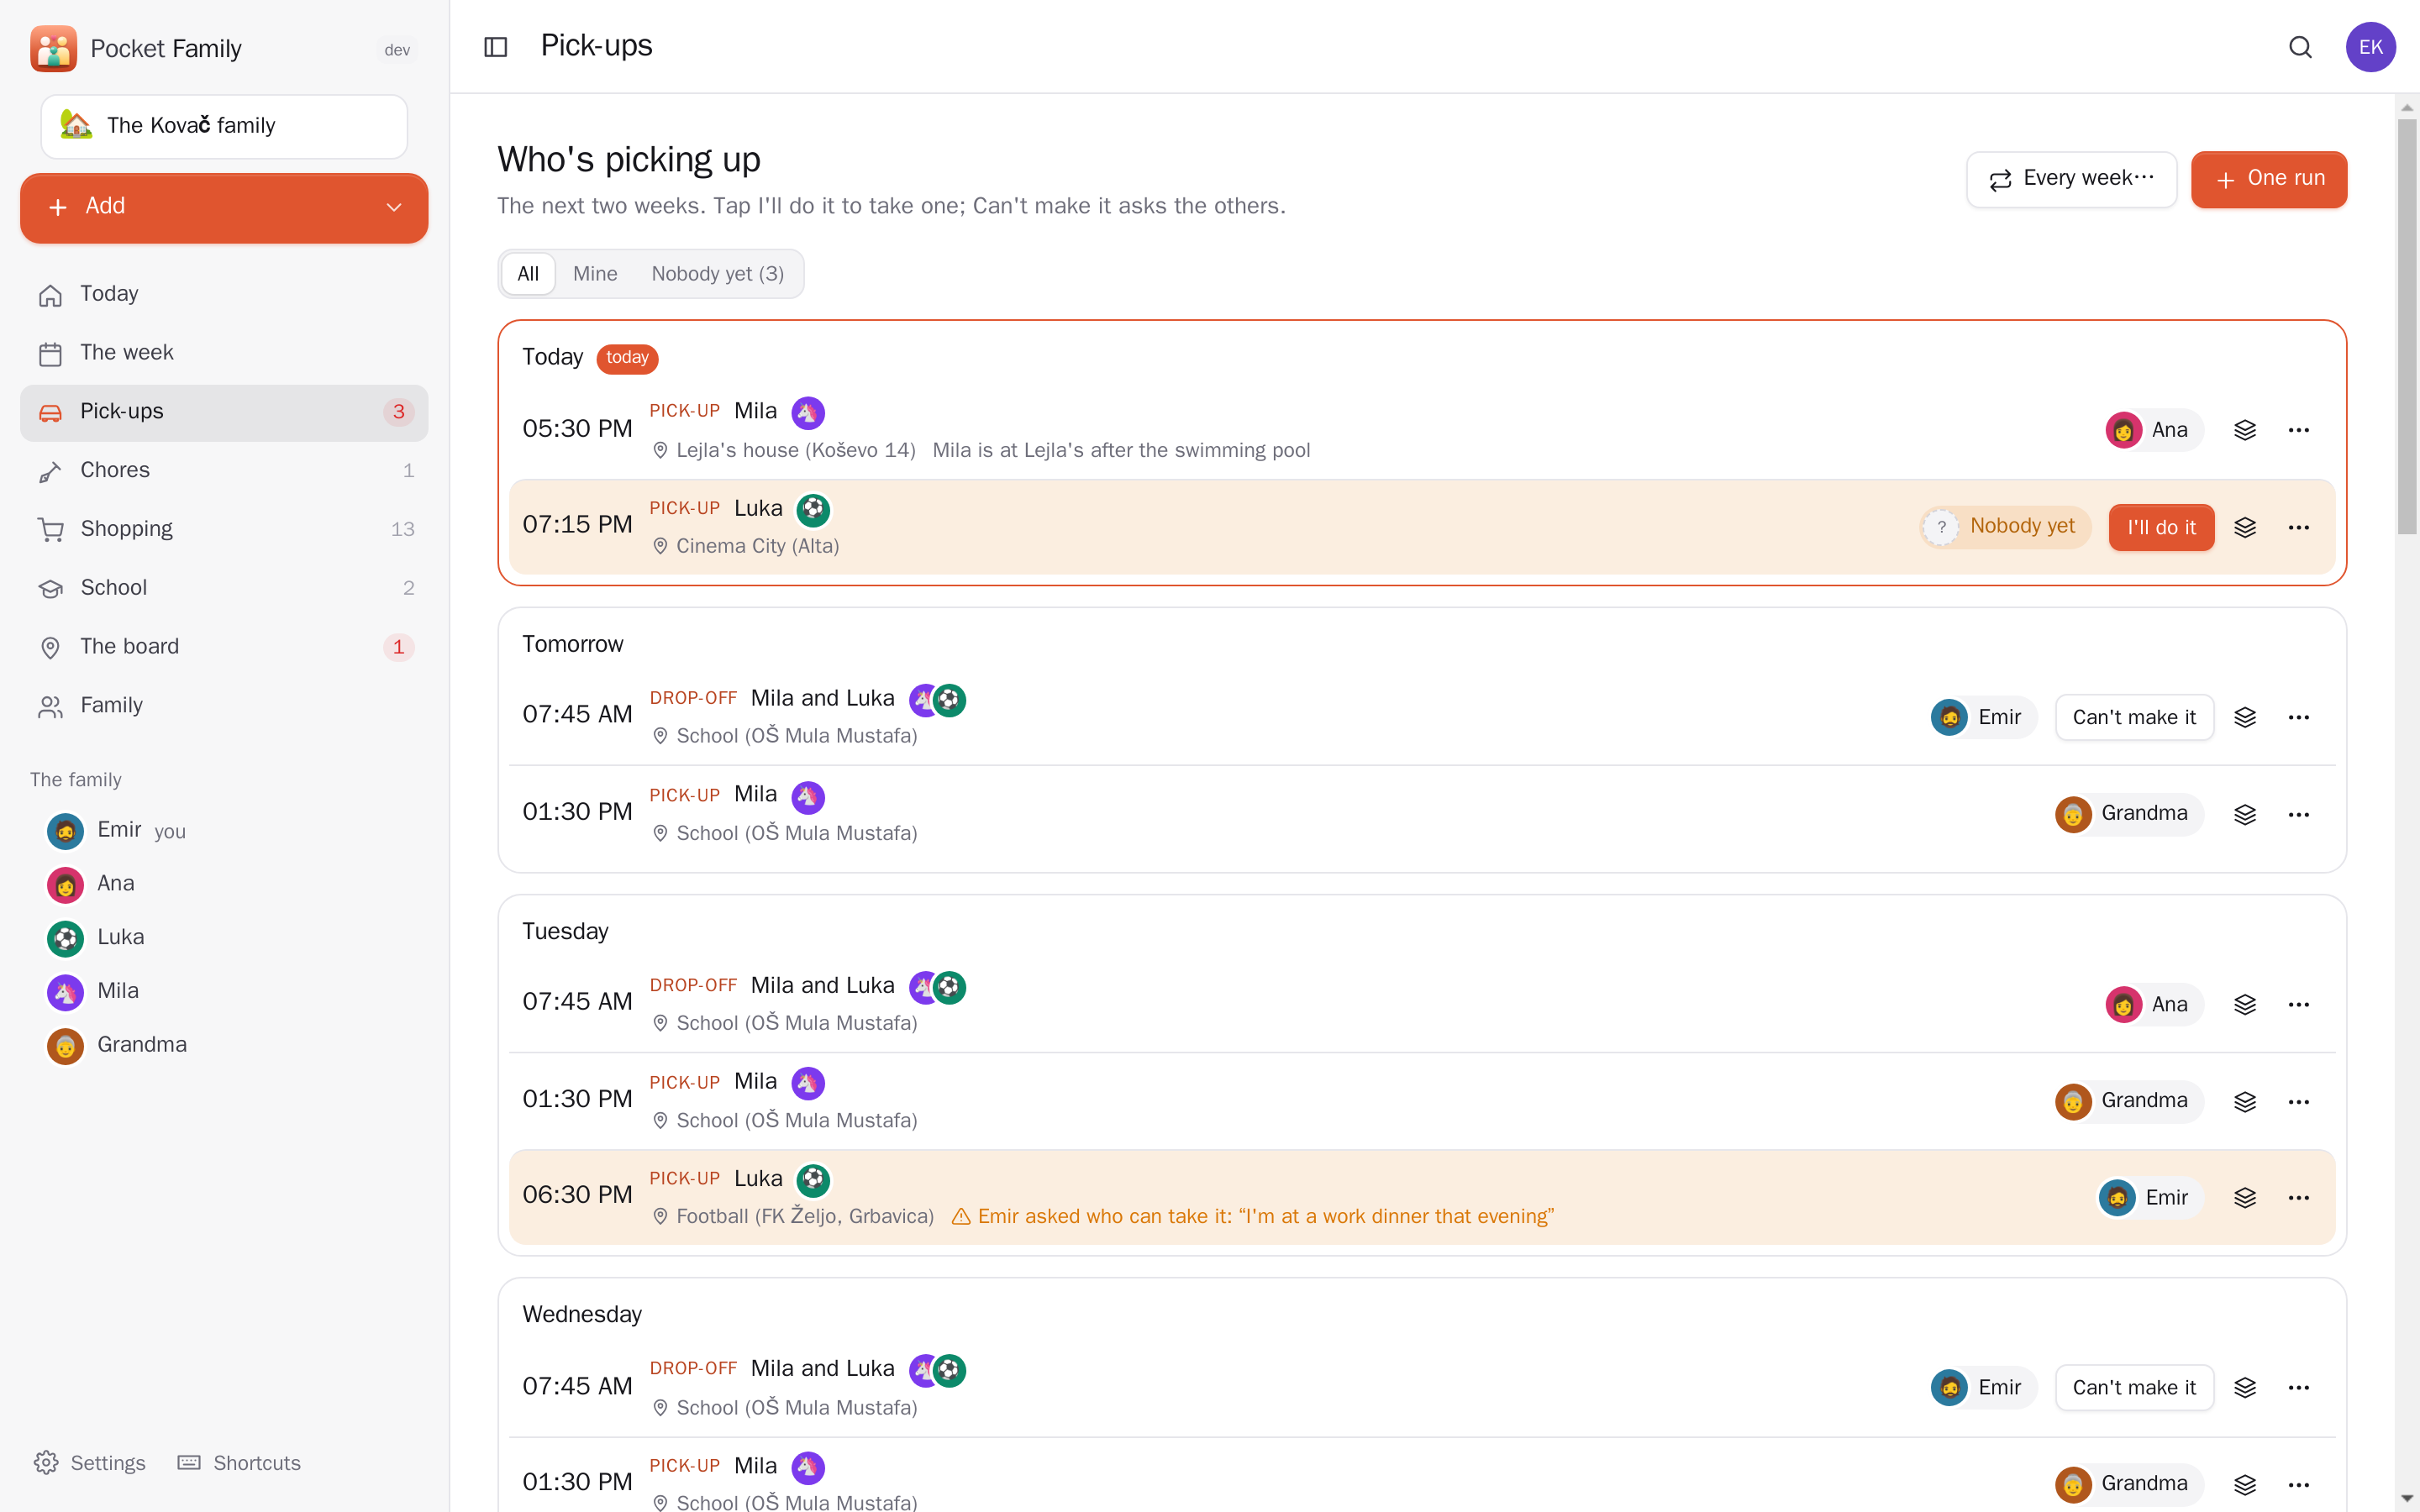 Pocket Family
dev
The Kovač family
Add
Today
The week
Pick-ups 3
Chores 1
Shopping 13
School 2
The board 1
Family
The family
Emir you
Ana
Luka
Mila
Grandma
Settings
Shortcuts
Pick-ups
EK
Who's picking up
The next two weeks. Tap I'll do it to take one; Can't make it asks the others.
Every week…
One run
All
Mine
Nobody yet (3)
Today today
05:30 PM
PICK-UP Mila
Lejla's house (Koševo 14) Mila is at Lejla's after the swimming pool
Ana
07:15 PM
PICK-UP Luka
Cinema City (Alta)
? Nobody yet
I'll do it
Tomorrow
07:45 AM
DROP-OFF Mila and Luka
School (OŠ Mula Mustafa)
Emir
Can't make it
01:30 PM
PICK-UP Mila
School (OŠ Mula Mustafa)
Grandma
Tuesday
07:45 AM
DROP-OFF Mila and Luka
School (OŠ Mula Mustafa)
Ana
01:30 PM
PICK-UP Mila
School (OŠ Mula Mustafa)
Grandma
06:30 PM
PICK-UP Luka
Football (FK Željo, Grbavica) Emir asked who can take it: “I'm at a work dinner that evening”
Emir
Wednesday
07:45 AM
DROP-OFF Mila and Luka
School (OŠ Mula Mustafa)
Emir
Can't make it
01:30 PM
PICK-UP Mila
School (OŠ Mula Mustafa)
Grandma